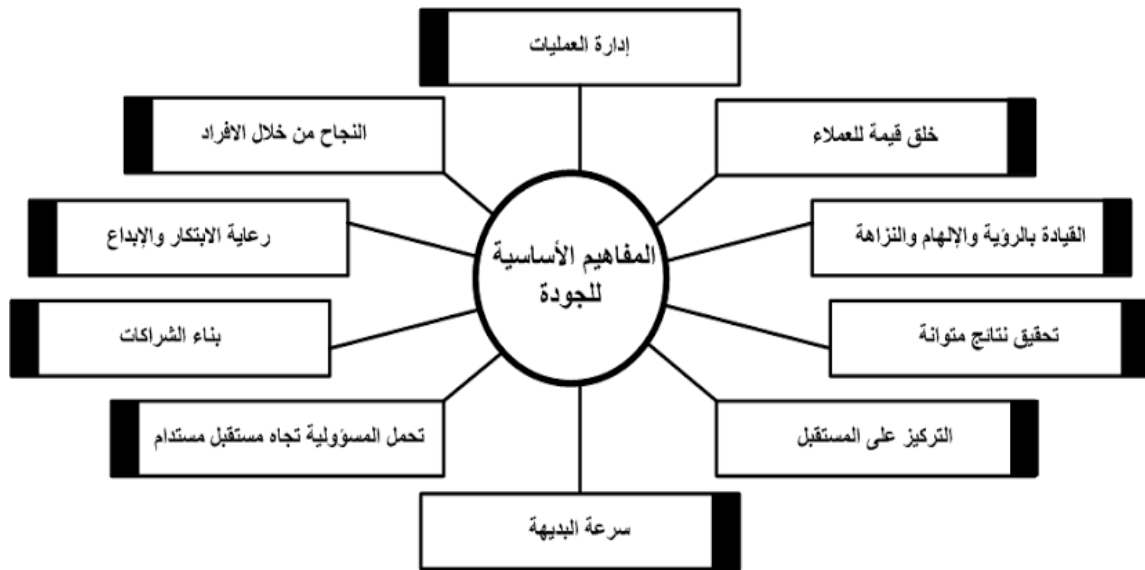 إدارة العمليات
خلق قيمة للعملاء
النجاح من خلال الافراد
القيادة بالرؤية والإلهام والنزاهة
رعاية الابتكار والإبداع
المفاهيم الأساسية
للجودة
تحقيق نتائج متوانة
بناء الشراكات
التركيز على المستقبل
تحمل المسؤولية تجاه مستقبل مستدام
سرعة البديهة